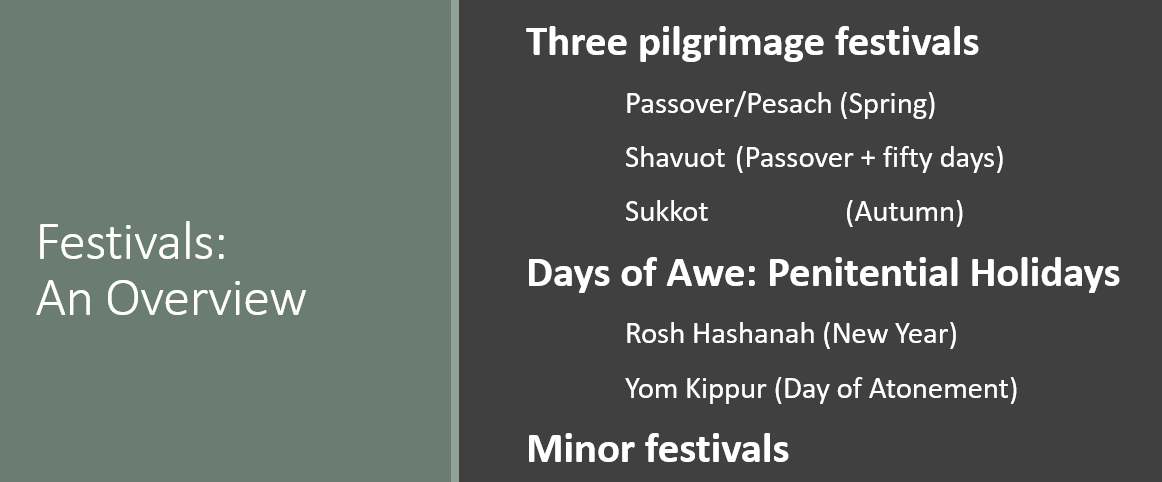 Festivals:
An Overview
Three pilgrimage festivals
Passover/Pesach (Spring)
Shavuot (Passover + fifty days)
Sukkot (Autumn)
Days of Awe: Penitential Holidays
Rosh Hashanah (New Year)
Yom Kippur (Day of Atonement)
Minor festivals